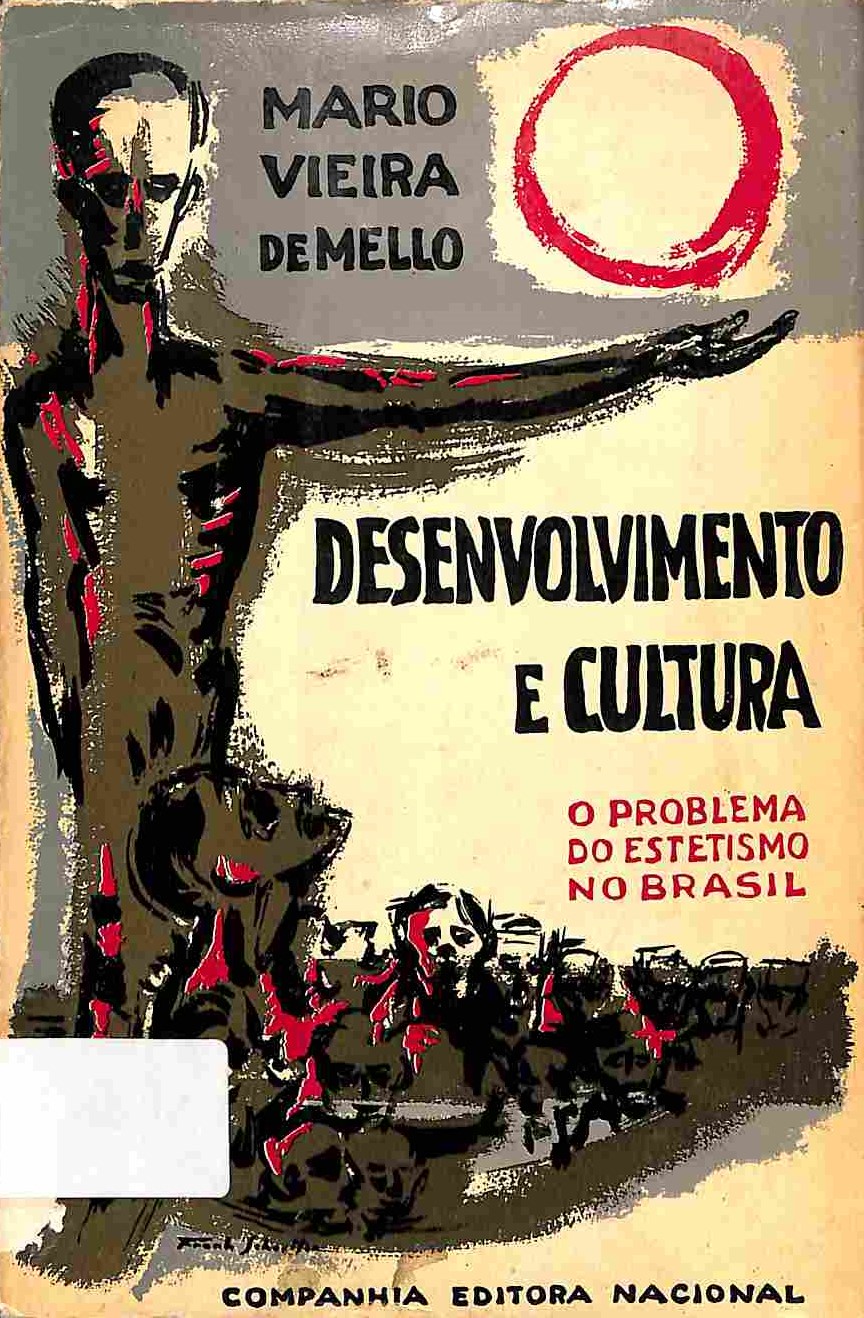 MARIO
VIEIRA
DE MELLO
DESENVOLVIMENTO
E CULTURA
O PROBLEMA
DO ESTETISMO
NO BRASIL
COMPANHIA EDITORA NACIONAL